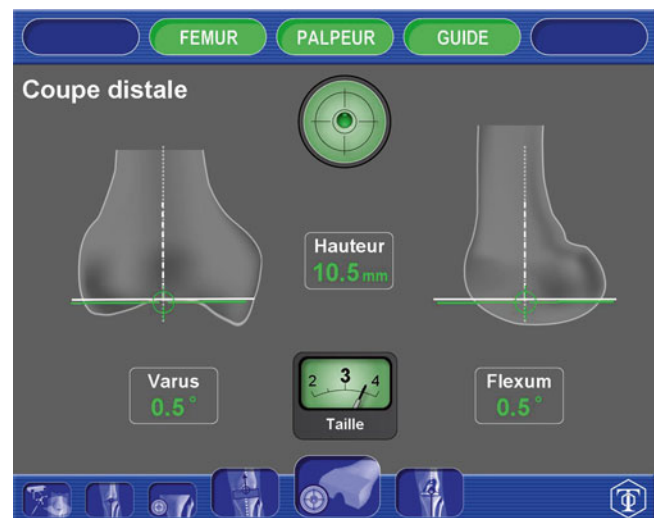 FEMUR PALPEUR GUIDE
Coupe distale
Hauteur
10.5 mm
Varus
0.5°
2 3 4
Taille
Flexum
0.5°